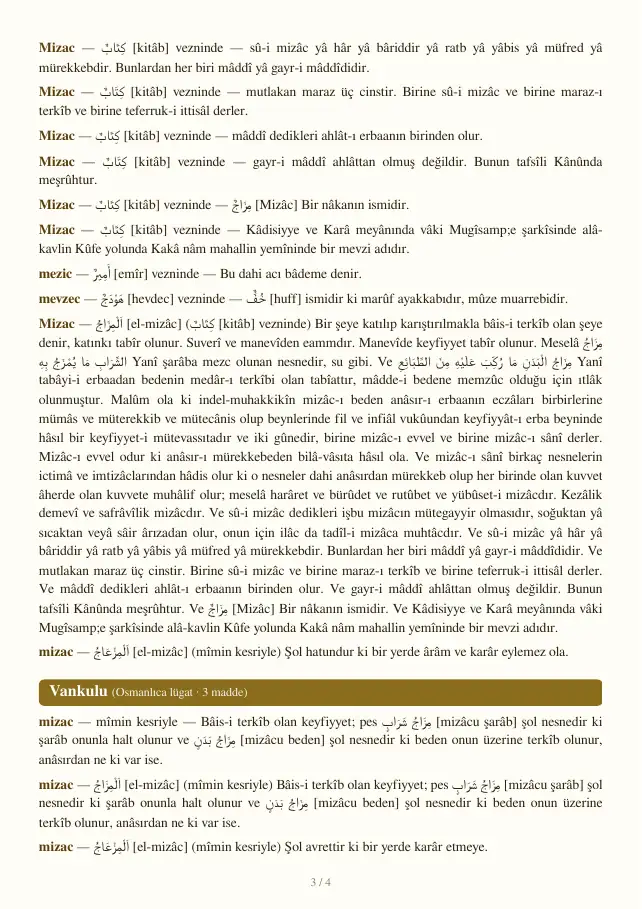 Mizac — كِتَابٌ [kitâb] vezninde — sû-i mizâc yâ hâr yâ bâriddir yâ ratb yâ yâbis yâ müfred yâ
mürekkebdir. Bunlardan her biri mâddî yâ gayr-i mâddîdidir.
Mizac — كِتَابٌ [kitâb] vezninde — mutlakan maraz üç cinstir. Birine sû-i mizâc ve birine maraz-ı
terkîb ve birine teferruk-i ittisâl derler.
Mizac — كِتَابٌ [kitâb] vezninde — mâddî dedikleri ahlât-ı erbaanın birinden olur.
Mizac — كِتَابٌ [kitâb] vezninde — gayr-i mâddî ahlâttan olmuş değildir. Bunun tafsîli Kânûnda
meşrûhtur.
Mizac — كِتَابٌ [kitâb] vezninde — مِزَاجٌ [Mizâc] Bir nâkanın ismidir.
Mizac — كِتَابٌ [kitâb] vezninde — Kâdisiyye ve Karâ meyânında vâki Mugîsamp;e şarkîsinde alâ-
kavlin Kûfe yolunda Kakâ nâm mahallin yemîninde bir mevzi adıdır.
mezic — أَمِيرٌ [emîr] vezninde — Bu dahi acı bâdeme denir.
mevzec — هَوْدَجٌ [hevdec] vezninde — خُفٌّ [huff] ismidir ki marûf ayakkabıdır, mûze muarrebidir.
Mizac — اَلْمِزَاجُ [el-mizâc] (كِتَابٌ [kitâb] vezninde) Bir şeye katılıp karıştırılmakla bâis-i terkîb olan şeye
denir, katınkı tabîr olunur. Suverî ve manevîden eammdır. Manevîde keyfiyyet tabîr olunur. Meselâ مِزَاجُ
الشَّرَابِ مَا يُمْزَجُ بِهِ Yanî şarâba mezc olunan nesnedir, su gibi. Ve مِزَاجُ الْبَدَنِ مَا رُكِّبَ عَلَيْهِ مِنَ الطَّبَائِعِ Yanî
tabâyi-i erbaadan bedenin medâr-ı terkîbi olan tabîattır, mâdde-i bedene memzûc olduğu için ıtlâk
olunmuştur. Malûm ola ki indel-muhakkikîn mizâc-ı beden anâsır-ı erbaanın eczâları birbirlerine
mümâs ve müterekkib ve mütecânis olup beynlerinde fil ve infiâl vukûundan keyfiyyât-ı erba beyninde
hâsıl bir keyfiyyet-i mütevassıtadır ve iki gûnedir, birine mizâc-ı evvel ve birine mizâc-ı sânî derler.
Mizâc-ı evvel odur ki anâsır-ı mürekkebeden bilâ-vâsıta hâsıl ola. Ve mizâc-ı sânî birkaç nesnelerin
ictimâ ve imtizâclarından hâdis olur ki o nesneler dahi anâsırdan mürekkeb olup her birinde olan kuvvet
âherde olan kuvvete muhâlif olur; meselâ harâret ve bürûdet ve rutûbet ve yübûset-i mizâcdır. Kezâlik
demevî ve safrâvîlik mizâcdır. Ve sû-i mizâc dedikleri işbu mizâcın mütegayyir olmasıdır, soğuktan ya
sıcaktan veyâ sâir ârızadan olur, onun için ilâc da tadîl-i mizâca muhtâcdır. Ve sû-i mizâc yâ hâr yâ
bâriddir yâ ratb yâ yâbis yâ müfred yâ mürekkebdir. Bunlardan her biri mâddî yâ gayr-i mâddîdidir. Ve
mutlakan maraz üç cinstir. Birine sû-i mizâc ve birine maraz-ı terkîb ve birine teferruk-i ittisâl derler.
Ve mâddî dedikleri ahlât-ı erbaanın birinden olur. Ve gayr-i mâddî ahlâttan olmuş değildir. Bunun
tafsîli Kânûnda meşrûhtur. Ve مِزَاجٌ [Mizâc] Bir nâkanın ismidir. Ve Kâdisiyye ve Karâ meyânında vâki
Mugîsamp;e şarkîsinde alâ-kavlin Kûfe yolunda Kakâ nâm mahallin yemîninde bir mevzi adıdır.
mizac — اَلْمِزْعَاجُ [el-mizâc] (mîmin kesriyle) Şol hatundur ki bir yerde ârâm ve karâr eylemez ola.
Vankulu (Osmanlıca lügat · 3 madde)
mizac — mîmin kesriyle — Bâis-i terkîb olan keyfiyyet; pes مِزَاجُ شَرَابٍ [mizâcu şarâb] şol nesnedir ki
şarâb onunla halt olunur ve مِزَاجُ بَدَنٍ [mizâcu beden] şol nesnedir ki beden onun üzerine terkîb olunur,
anâsırdan ne ki var ise.
mizac — اَلْمِزَاجُ [el-mizâc] (mîmin kesriyle) Bâis-i terkîb olan keyfiyyet; pes مِزَاجُ شَرَابٍ [mizâcu şarâb] şol
nesnedir ki şarâb onunla halt olunur ve مِزَاجُ بَدَنٍ [mizâcu beden] şol nesnedir ki beden onun üzerine
terkîb olunur, anâsırdan ne ki var ise.
mizac — اَلْمِزْعَاجُ [el-mizâc] (mîmin kesriyle) Şol avrettir ki bir yerde karâr etmeye.
3 / 4